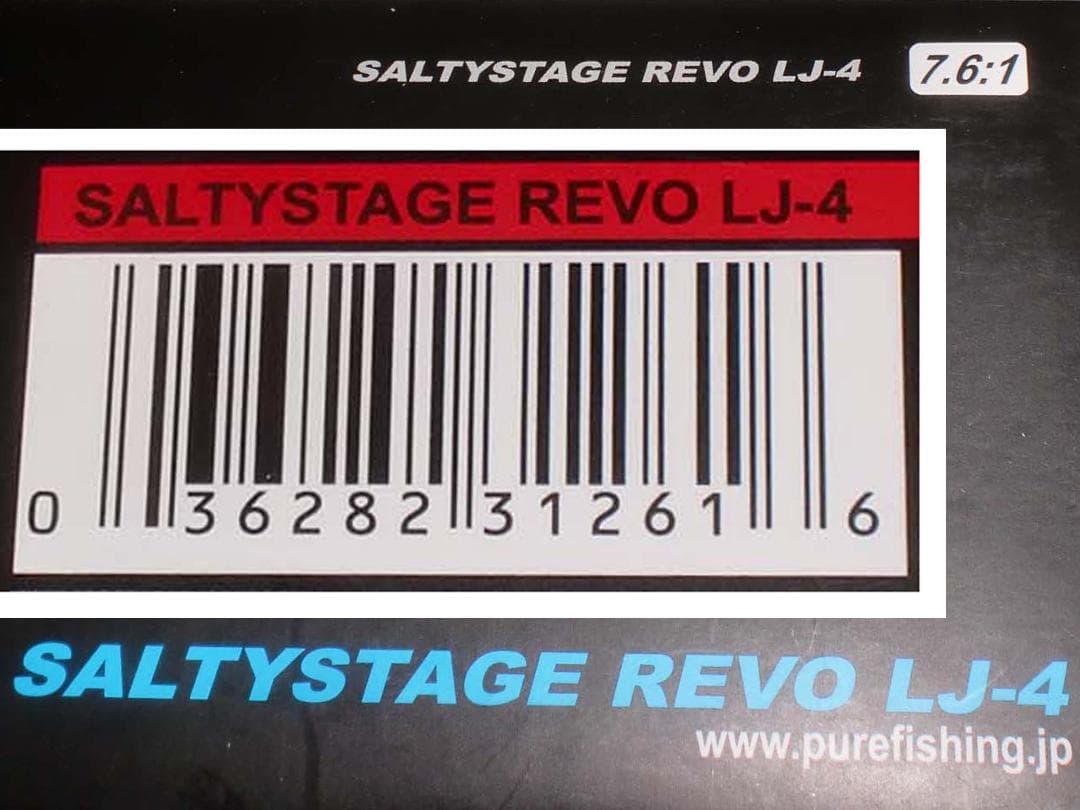 SALTYSTAGE REVO LJ-4 7.6:1
SALTYSTAGE REVO LJ-4
0 36282 31261 6
SALTYSTAGE REVO LJ-4
www.purefishing.jp